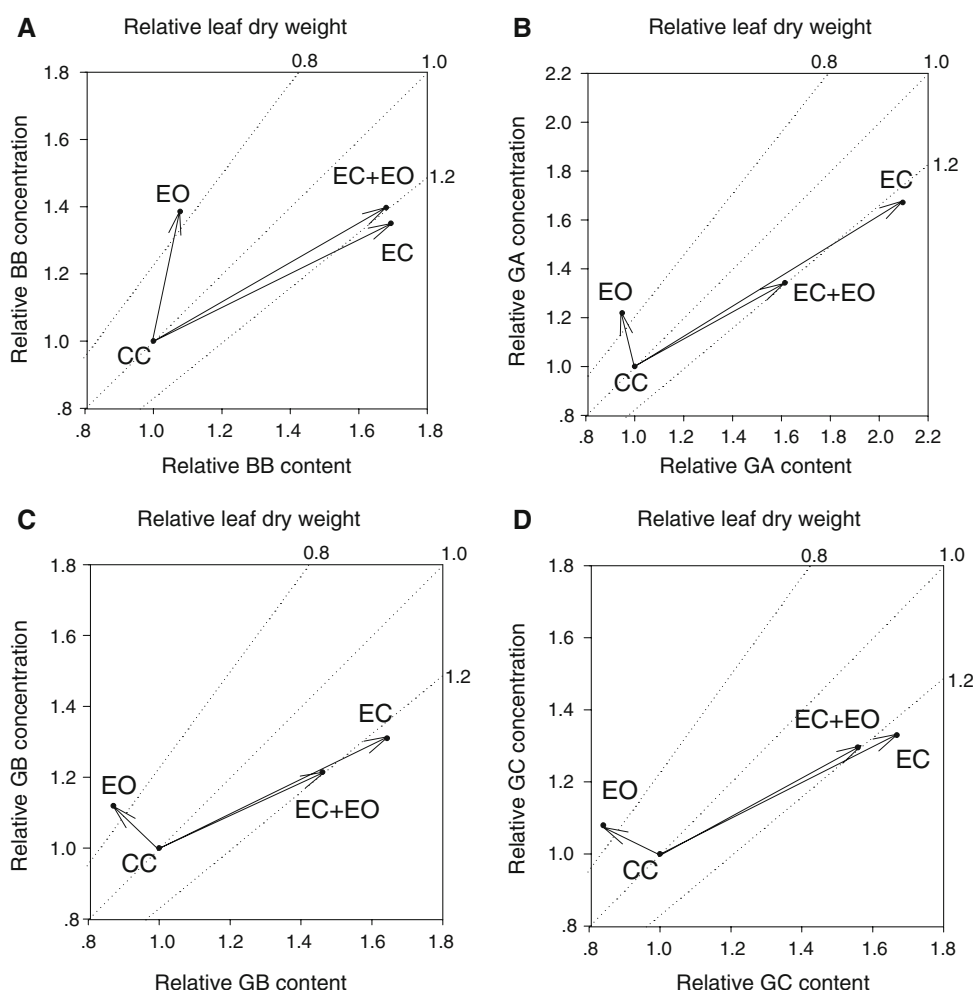 A
Relative leaf dry weight
0.8
1.0
1.8
1.6
1.4
1.2
1.0
.8
Relative BB concentration
EC+EO
1.2
EO
EC
CC
.8 1.0 1.2 1.4 1.6 1.8
Relative BB content
B
Relative leaf dry weight
0.8
1.0
2.2
2.0
1.8
1.6
1.4
1.2
1.0
.8
Relative GA concentration
1.2
EC
EO
EC+EO
CC
.8 1.0 1.2 1.4 1.6 1.8 2.0 2.2
Relative GA content
C
Relative leaf dry weight
0.8
1.0
1.8
1.6
1.4
1.2
1.0
.8
Relative GB concentration
1.2
EC
EO
EC+EO
CC
.8 1.0 1.2 1.4 1.6 1.8
Relative GB content
D
Relative leaf dry weight
0.8
1.0
1.8
1.6
1.4
1.2
1.0
.8
Relative GC concentration
1.2
EC+EO
EC
EO
CC
.8 1.0 1.2 1.4 1.6 1.8
Relative GC content